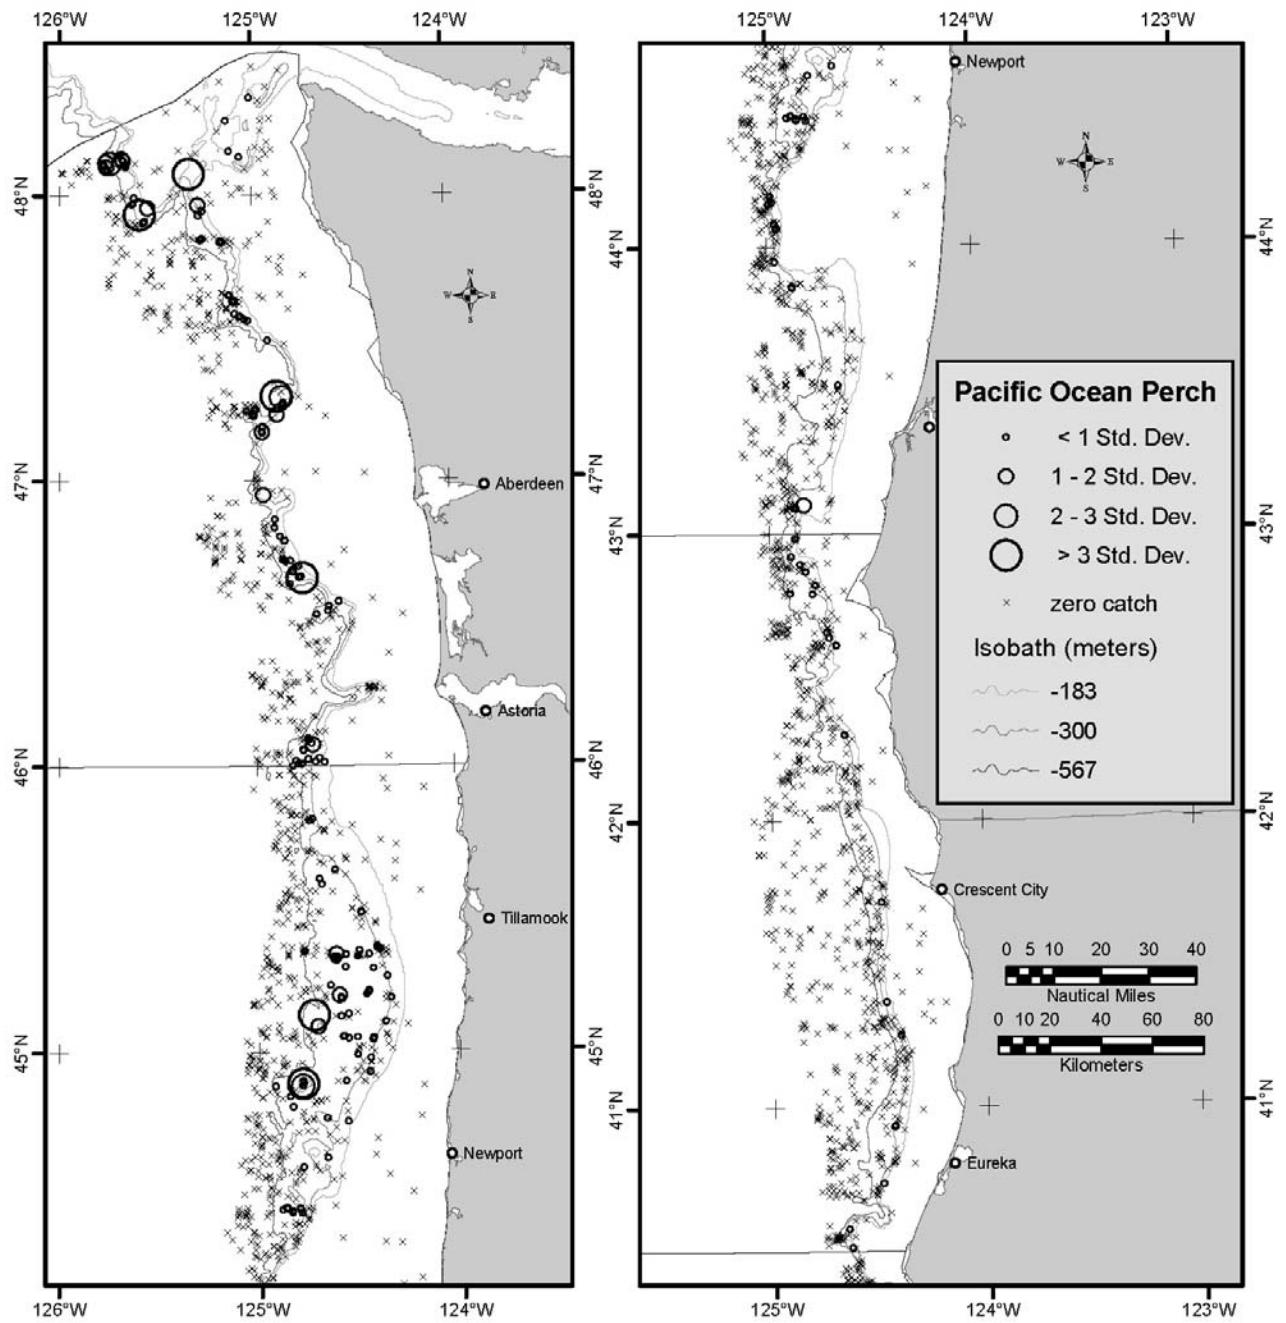 126°W 125°W 124°W
125°W 124°W 123°W
48°N
47°N
46°N
45°N
48°N
47°N
46°N
45°N
N
W E
S
Aberdeen
Astoria
Tillamook
Newport
126°W 125°W 124°W
44°N
43°N
42°N
41°N
44°N
43°N
42°N
41°N
Newport
N
W E
S
Pacific Ocean Perch
< 1 Std. Dev.
1 - 2 Std. Dev.
2 - 3 Std. Dev.
> 3 Std. Dev.
zero catch
Isobath (meters)
-183
-300
-567
Crescent City
0 5 10 20 30 40
Nautical Miles
0 10 20 40 60 80
Kilometers
Eureka
125°W 124°W 123°W